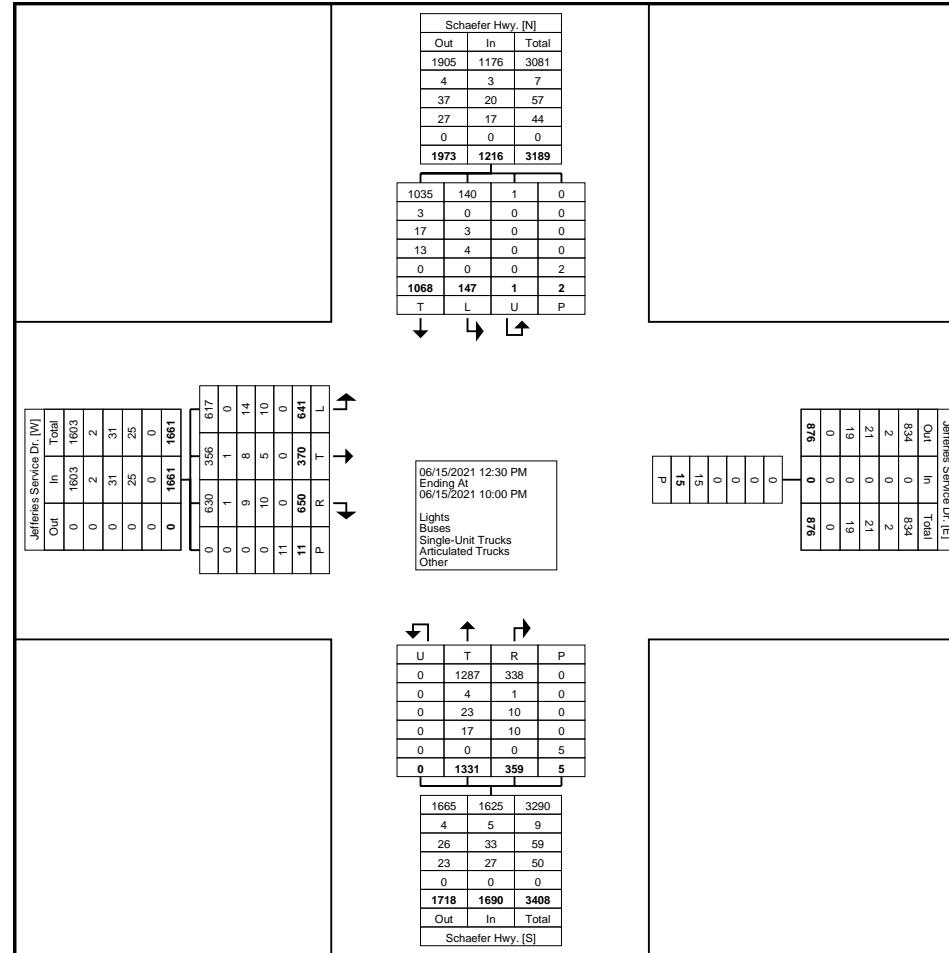 Schaefer Hwy. [N]
Out In Total
1905 1176 3081
4 3 7
37 20 57
27 17 44
0 0 0
1973 1216 3189
1035 140 1 0
3 0 0 0
17 3 0 0
13 4 0 0
0 0 0 2
1068 147 1 2
T L U P
Jefferies Service Dr. [W]
Total 1603 2 31 25 0 1661
In 1603 2 31 25 0 1661
Out 0 0 0 0 0 0
617 0 14 10 0 641 L
356 1 8 5 0 370 T
630 1 9 10 0 650 R
0 0 0 0 11 11 P
06/15/2021 12:30 PM
Ending At
06/15/2021 10:00 PM
Lights
Buses
Single-Unit Trucks
Articulated Trucks
Other
P 15 15 0 0 0 0
Jefferies Service Dr. [E]
Out In Total
834 0 834
2 0 2
21 0 21
19 0 19
0 0 0
876 0 876
U T R P
0 1287 338 0
0 4 1 0
0 23 10 0
0 17 10 0
0 0 0 5
0 1331 359 5
1665 1625 3290
4 5 9
26 33 59
23 27 50
0 0 0
1718 1690 3408
Out In Total
Schaefer Hwy. [S]